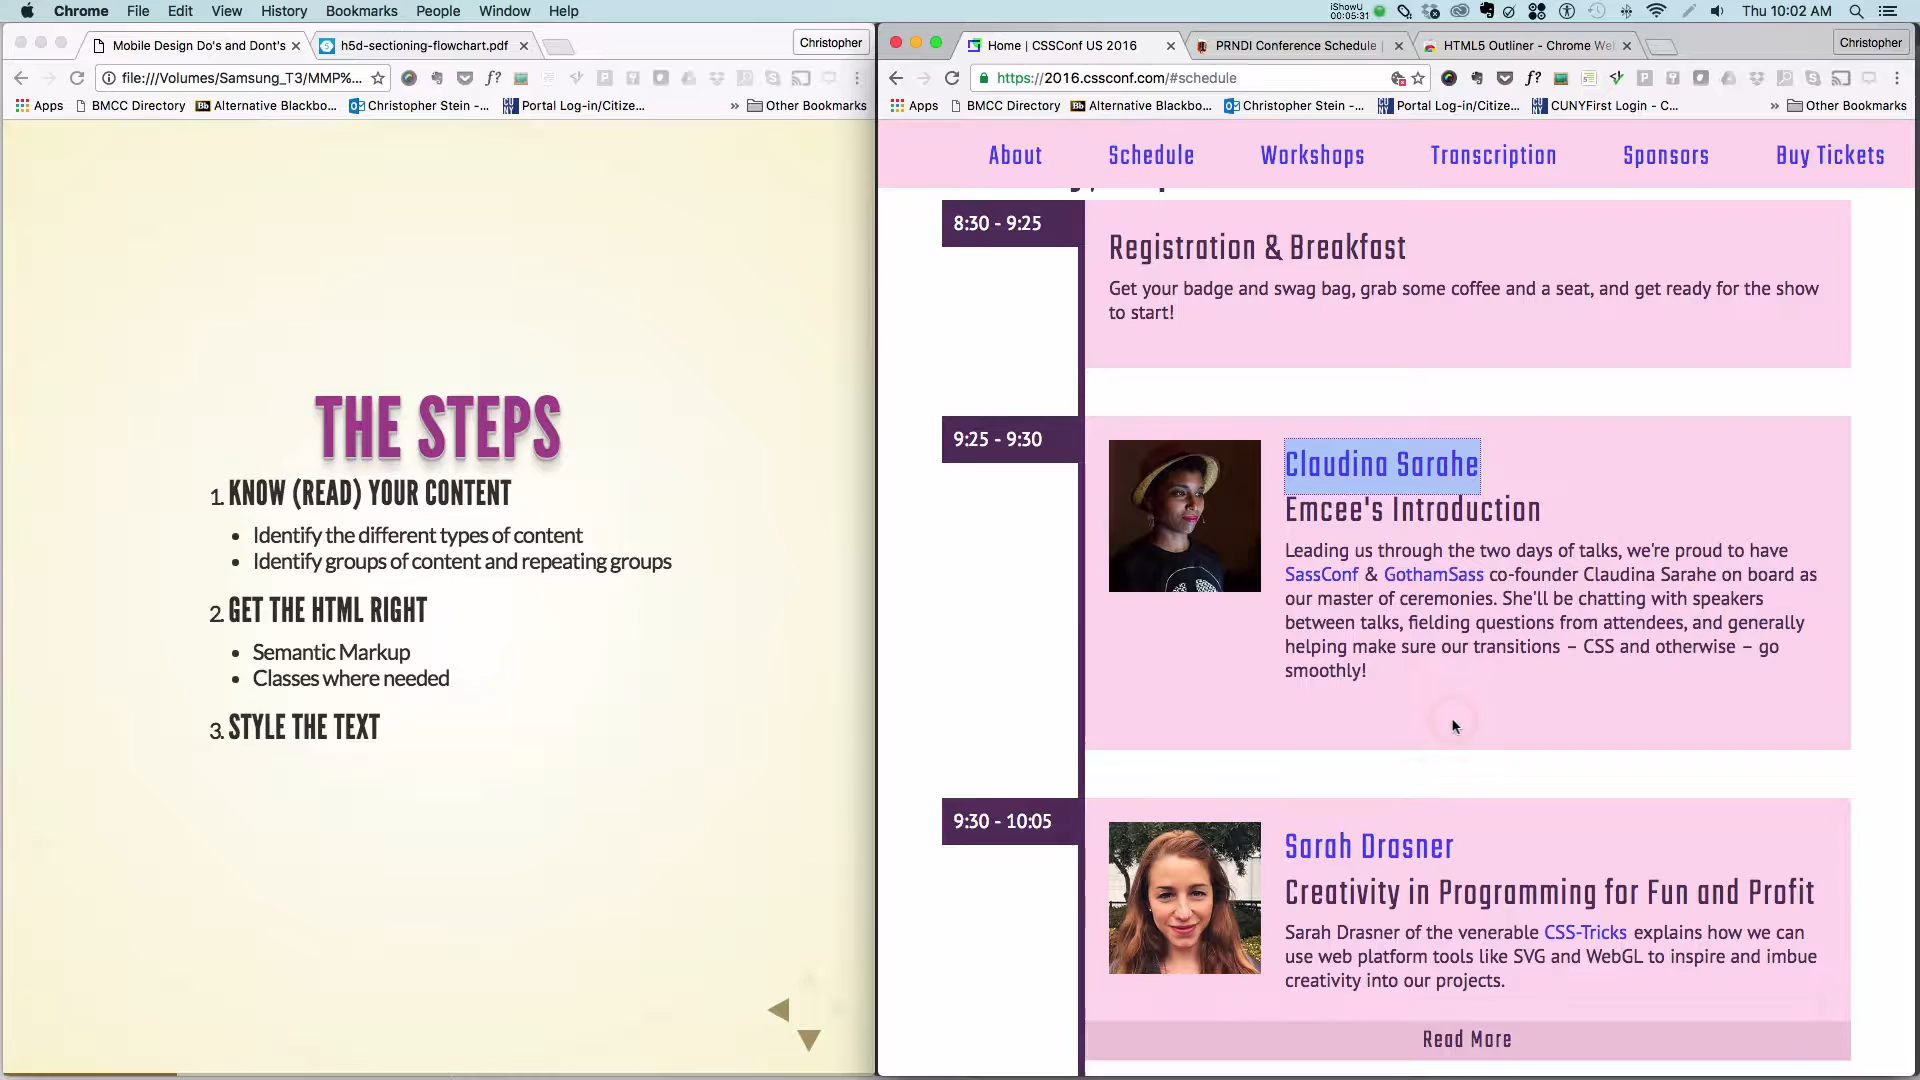 Chrome File Edit View History Bookmarks People Window Help
iShowU
00:05:31
Thu 10:02 AM
Mobile Design Do's and Dont's
h5d-sectioning-flowchart.pdf
Christopher
file:///Volumes/Samsung_T3/MMP%...
Apps BMCC Directory Alternative Blackbo... Christopher Stein -... Portal Log-in/Citize... » Other Bookmarks
THE STEPS
1. KNOW (READ) YOUR CONTENT
• Identify the different types of content
• Identify groups of content and repeating groups
2. GET THE HTML RIGHT
• Semantic Markup
• Classes where needed
3. STYLE THE TEXT
Home | CSSConf US 2016
PRNDI Conference Schedule |
HTML5 Outliner - Chrome We
Christopher
https://2016.cssconf.com/#schedule
Apps BMCC Directory Alternative Blackbo... Christopher Stein -... Portal Log-in/Citize... CUNYFirst Login - C... » Other Bookmarks
About Schedule Workshops Transcription Sponsors Buy Tickets
8:30 - 9:25
Registration & Breakfast
Get your badge and swag bag, grab some coffee and a seat, and get ready for the show
to start!
9:25 - 9:30
Claudina Sarahe
Emcee's Introduction
Leading us through the two days of talks, we're proud to have
SassConf & GothamSass co-founder Claudina Sarahe on board as
our master of ceremonies. She'll be chatting with speakers
between talks, fielding questions from attendees, and generally
helping make sure our transitions – CSS and otherwise – go
smoothly!
9:30 - 10:05
Sarah Drasner
Creativity in Programming for Fun and Profit
Sarah Drasner of the venerable CSS-Tricks explains how we can
use web platform tools like SVG and WebGL to inspire and imbue
creativity into our projects.
Read More